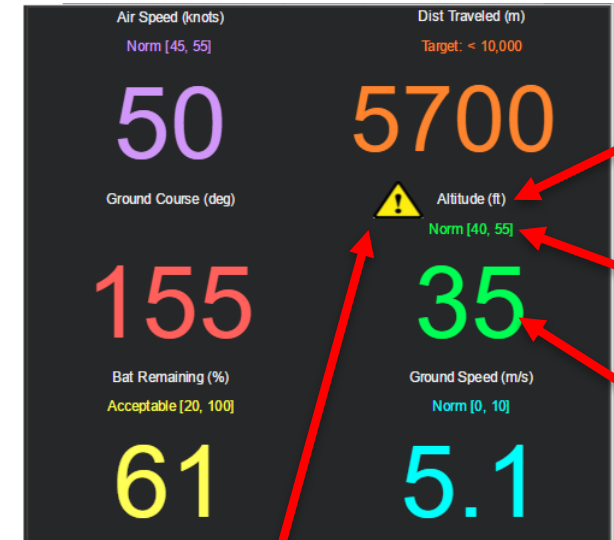 Air Speed (knots)
Norm [45, 55]
50
Dist Traveled (m)
Target: < 10,000
5700
Ground Course (deg)
155
Altitude (ft)
Norm [40, 55]
35
Bat Remaining (%)
Acceptable [20, 100]
61
Ground Speed (m/s)
Norm [0, 10]
5.1